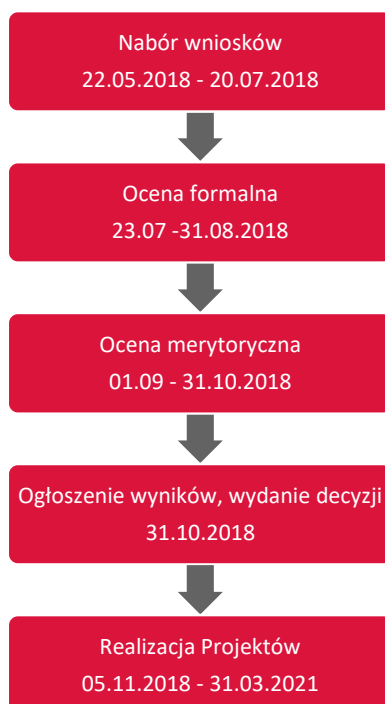 Nabór wniosków
22.05.2018 - 20.07.2018
Ocena formalna
23.07 -31.08.2018
Ocena merytoryczna
01.09 - 31.10.2018
Ogłoszenie wyników, wydanie decyzji
31.10.2018
Realizacja Projektów
05.11.2018 - 31.03.2021